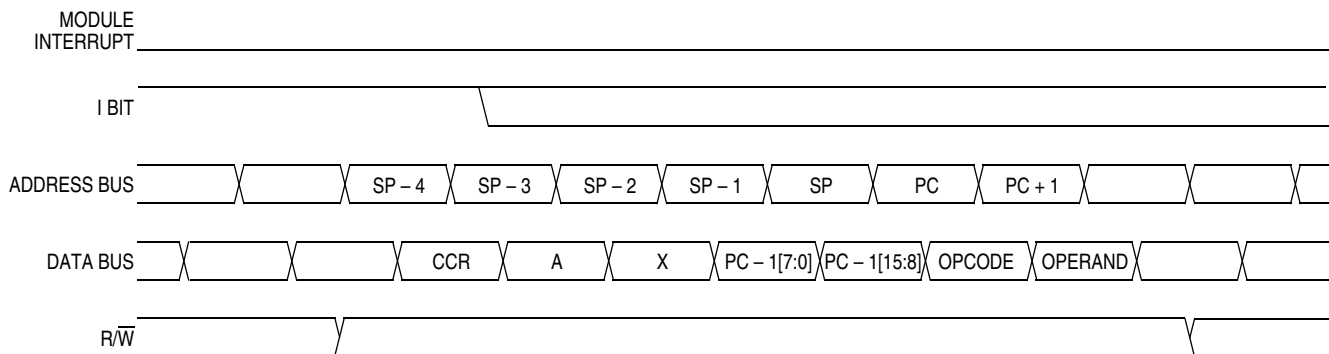 MODULE
INTERRUPT
I BIT
ADDRESS BUS SP – 4 SP – 3 SP – 2 SP – 1 SP PC PC + 1
DATA BUS CCR A X PC – 1[7:0] PC – 1[15:8] OPCODE OPERAND
R/W̅